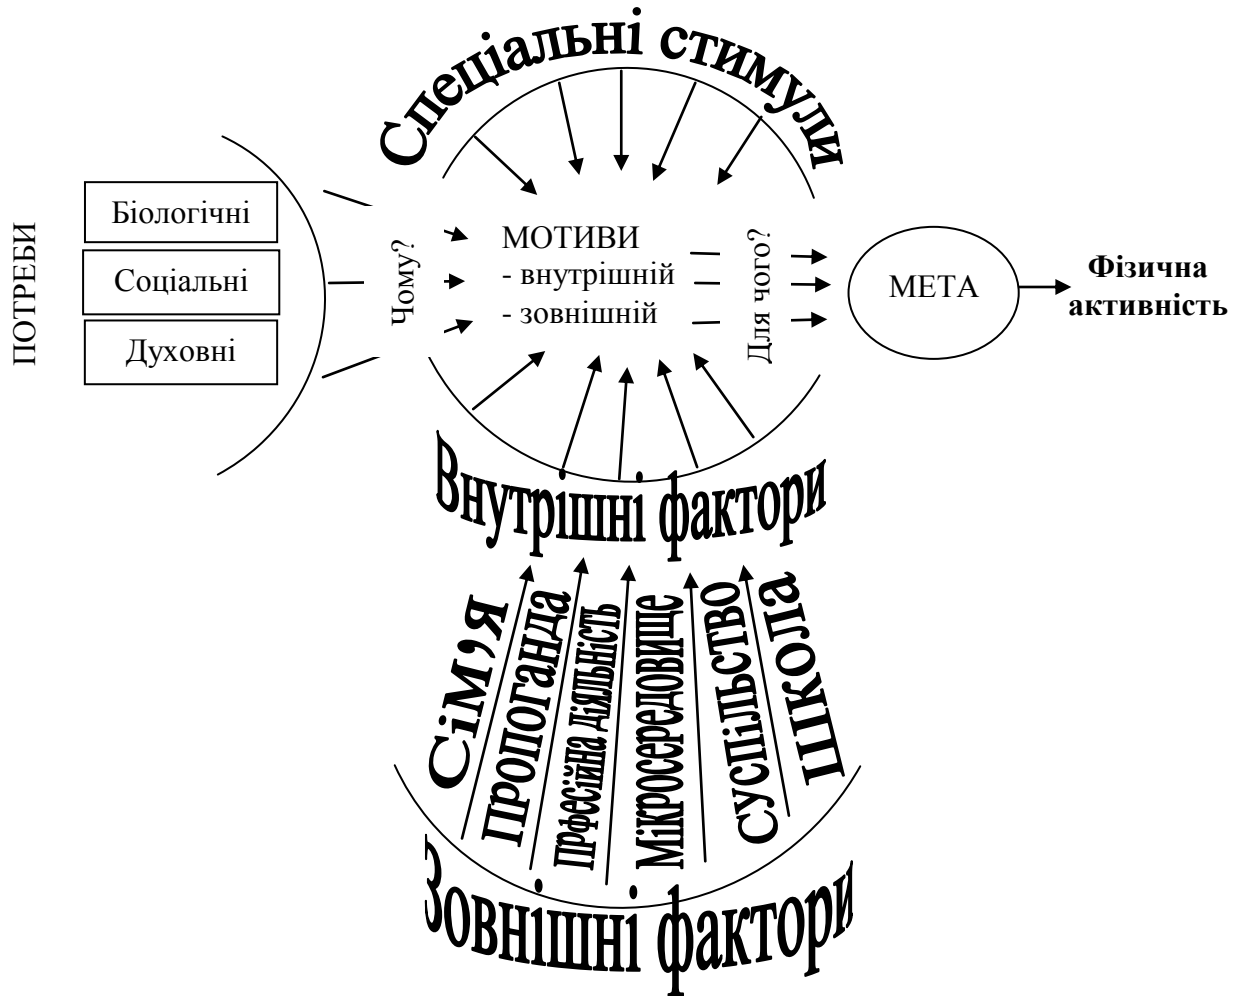 Спеціальні стимули
ПОТРЕБИ
Біологічні
Соціальні
Духовні
Чому?
МОТИВИ
- внутрішній
- зовнішній
Для чого?
МЕТА
Фізична
активність
Внутрішні фактори
Сім'я
Пропоганда
Прфесійна діяльність
Мікросередовище
суспільство
Школа
Зовнішні фактори